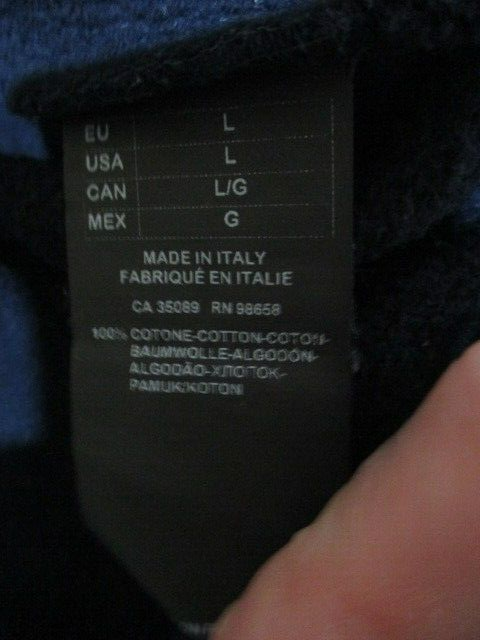 EU L
USA L
CAN L/G
MEX G
MADE IN ITALY
FABRIQUÉ EN ITALIE
CA 35089 RN 98658
100% COTONE-COTTON-COTON-
BAUMWOLLE-ALGODÓN-
ALGODÃO-ХЛОПОК-
PAMUK/KOTON